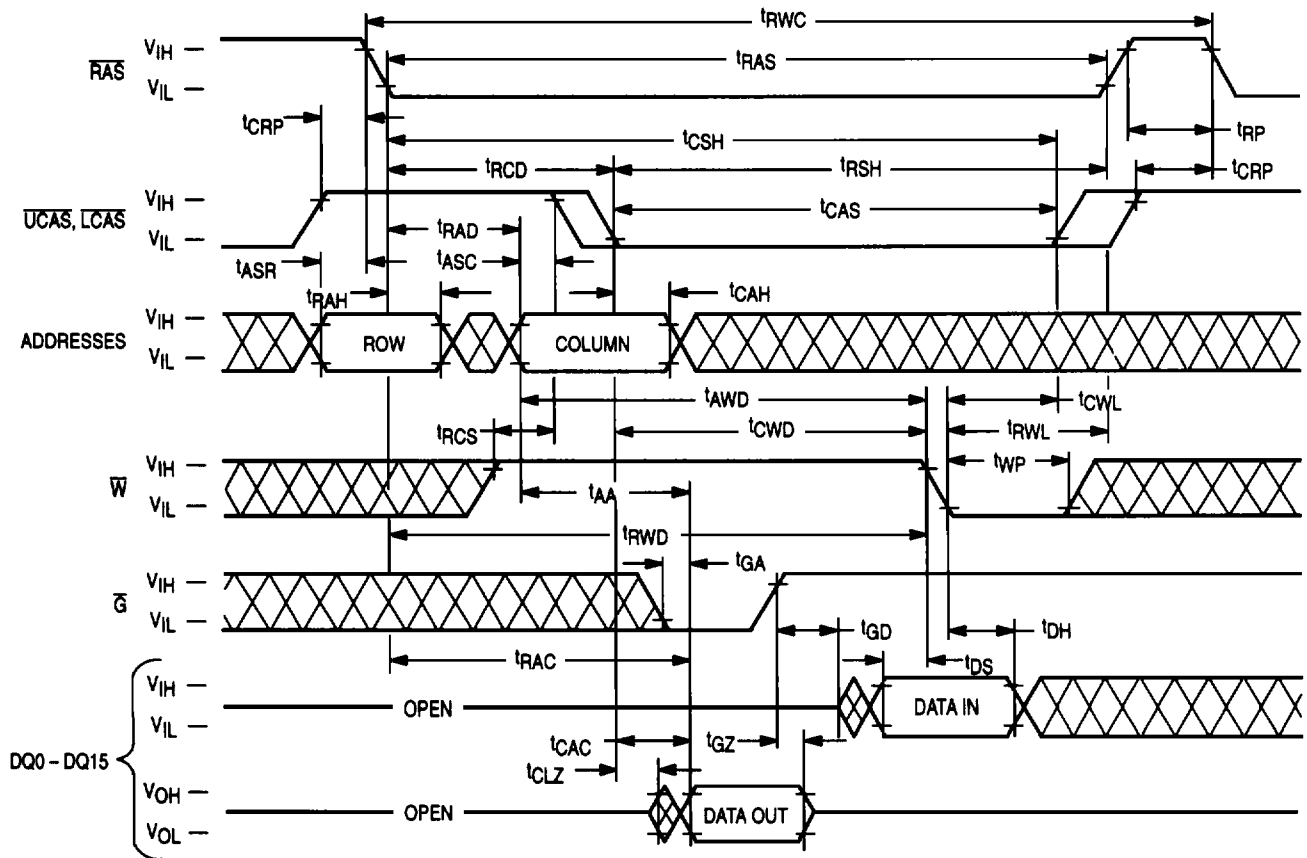 tRWC
VIH
RAS
VIL
tRAS
tCRP
tCSH
tRP
tRCD
tRSH
tCRP
VIH
UCAS, LCAS
VIL
tCAS
tRAD
tASR
tASC
tRAH
tCAH
VIH
ADDRESSES
VIL
ROW
COLUMN
tAWD
tCWL
tRCS
tCWD
tRWL
VIH
W
VIL
tWP
tAA
tRWD
tGA
VIH
G
VIL
tGD
tDH
tRAC
tDS
VIH
VIL
OPEN
DATA IN
DQ0 – DQ15
tCAC
tGZ
tCLZ
VOH
VOL
OPEN
DATA OUT